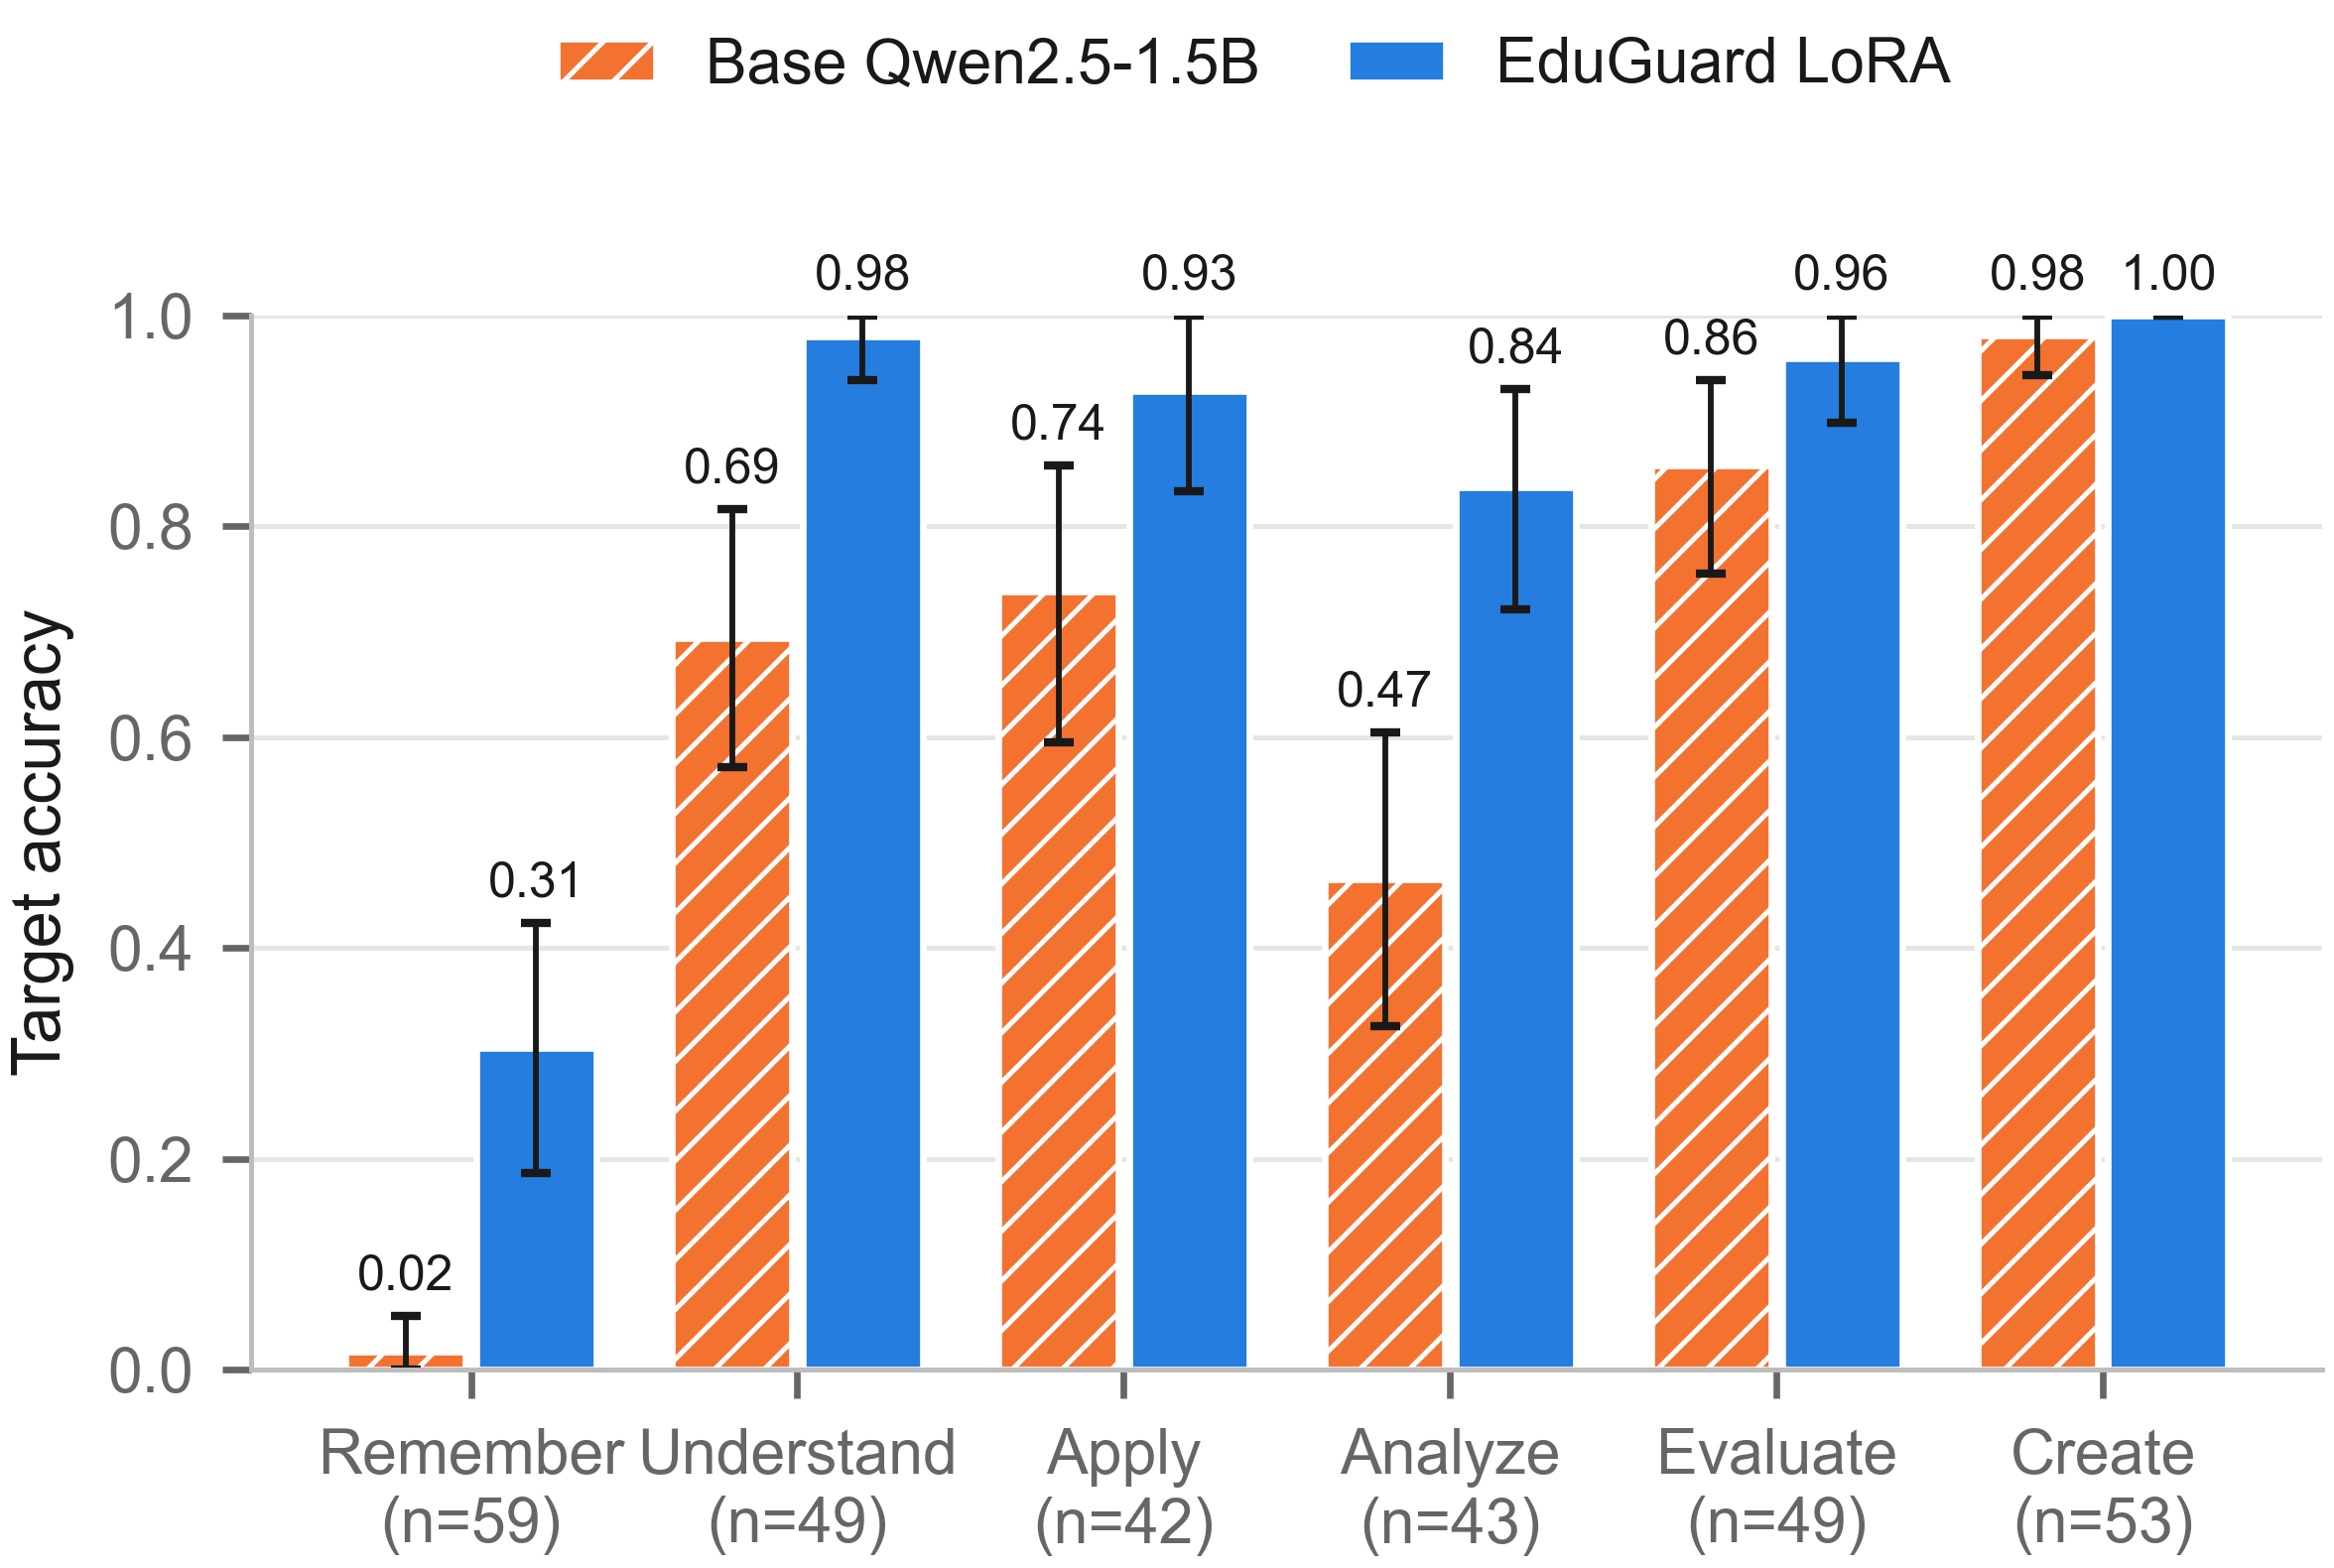 Base Qwen2.5-1.5B
EduGuard LoRA
Target accuracy
1.0
0.8
0.6
0.4
0.2
0.0
0.02
0.31
0.69
0.98
0.74
0.93
0.47
0.84
0.86
0.96
0.98
1.00
Remember
(n=59)
Understand
(n=49)
Apply
(n=42)
Analyze
(n=43)
Evaluate
(n=49)
Create
(n=53)